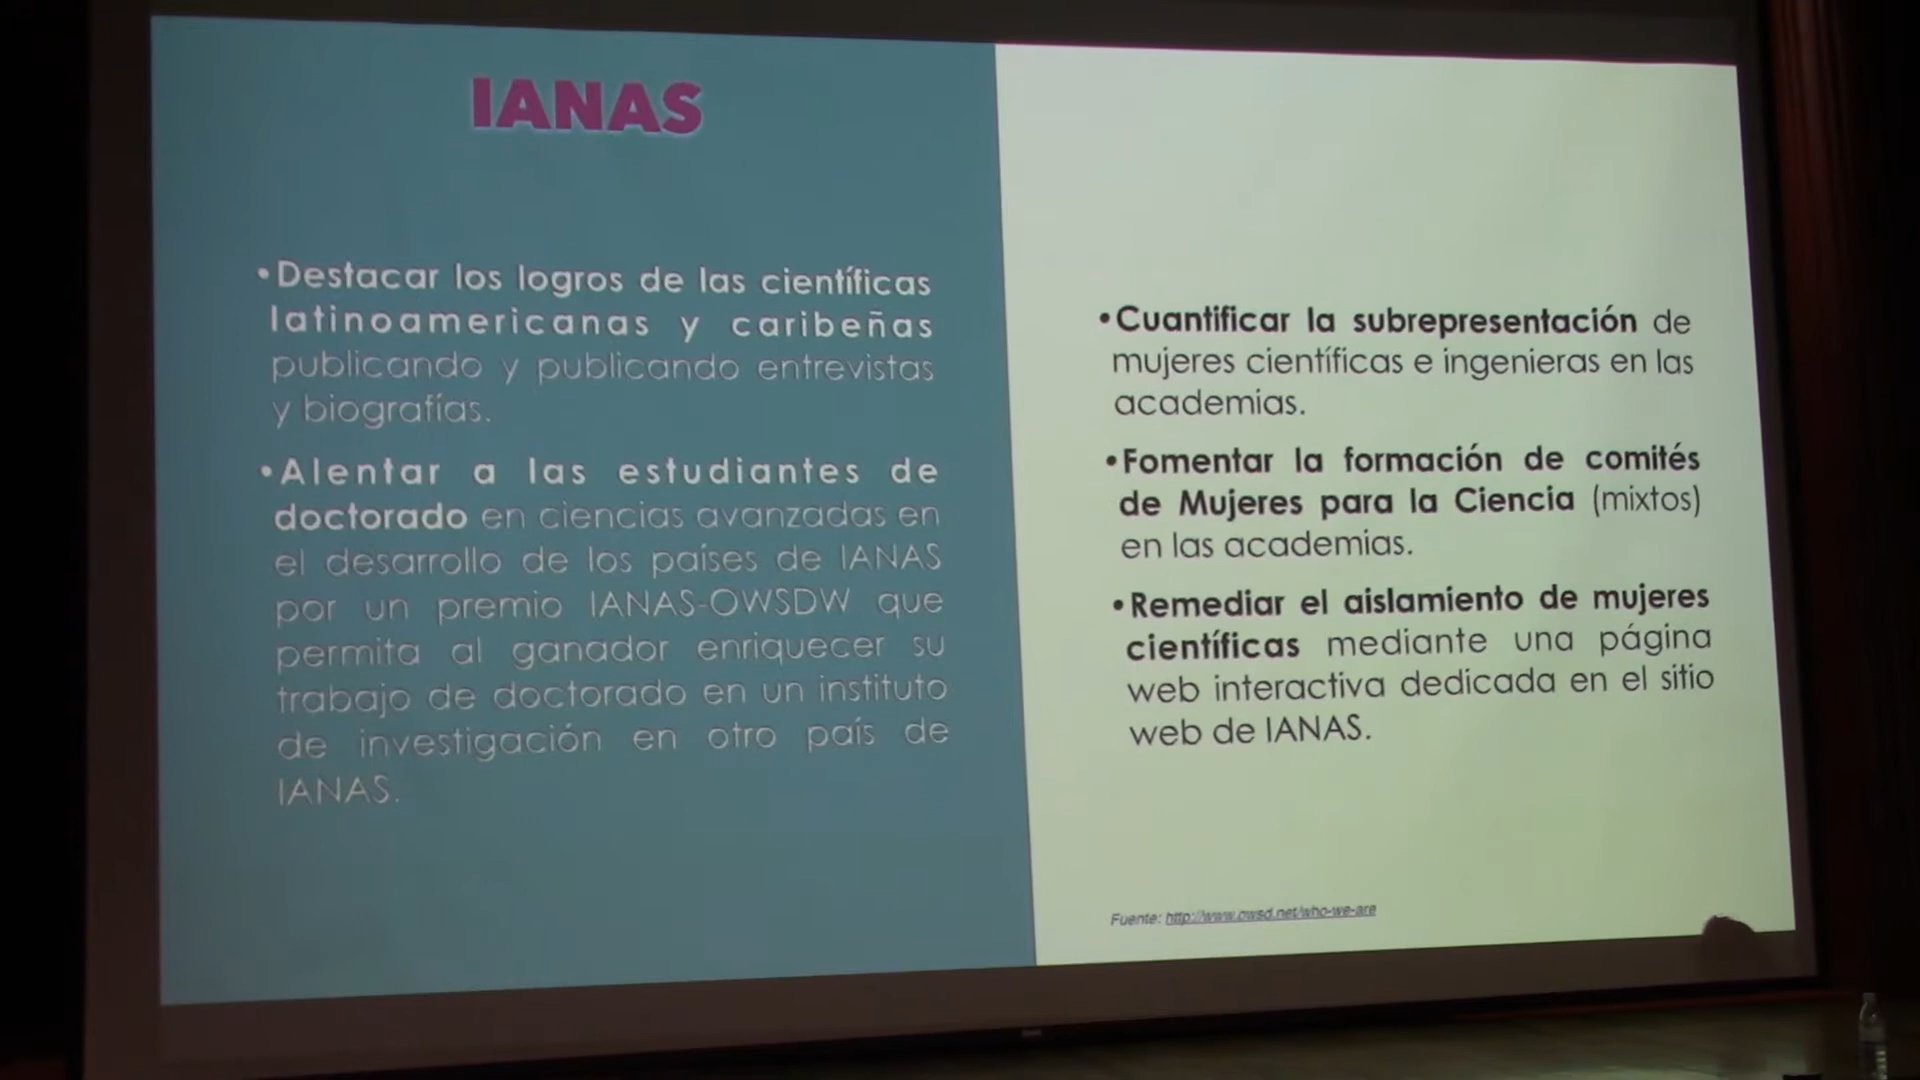 IANAS
•Destacar los logros de las científicas
latinoamericanas y caribeñas
publicando y publicando entrevistas
y biografías.
•Alentar a las estudiantes de
doctorado en ciencias avanzadas en
el desarrollo de los países de IANAS
por un premio IANAS-OWSDW que
permita al ganador enriquecer su
trabajo de doctorado en un instituto
de investigación en otro país de
IANAS.
•Cuantificar la subrepresentación de
mujeres científicas e ingenieras en las
academias.
•Fomentar la formación de comités
de Mujeres para la Ciencia (mixtos)
en las academias.
•Remediar el aislamiento de mujeres
científicas mediante una página
web interactiva dedicada en el sitio
web de IANAS.
Fuente: http://www.owsd.net/who-we-are